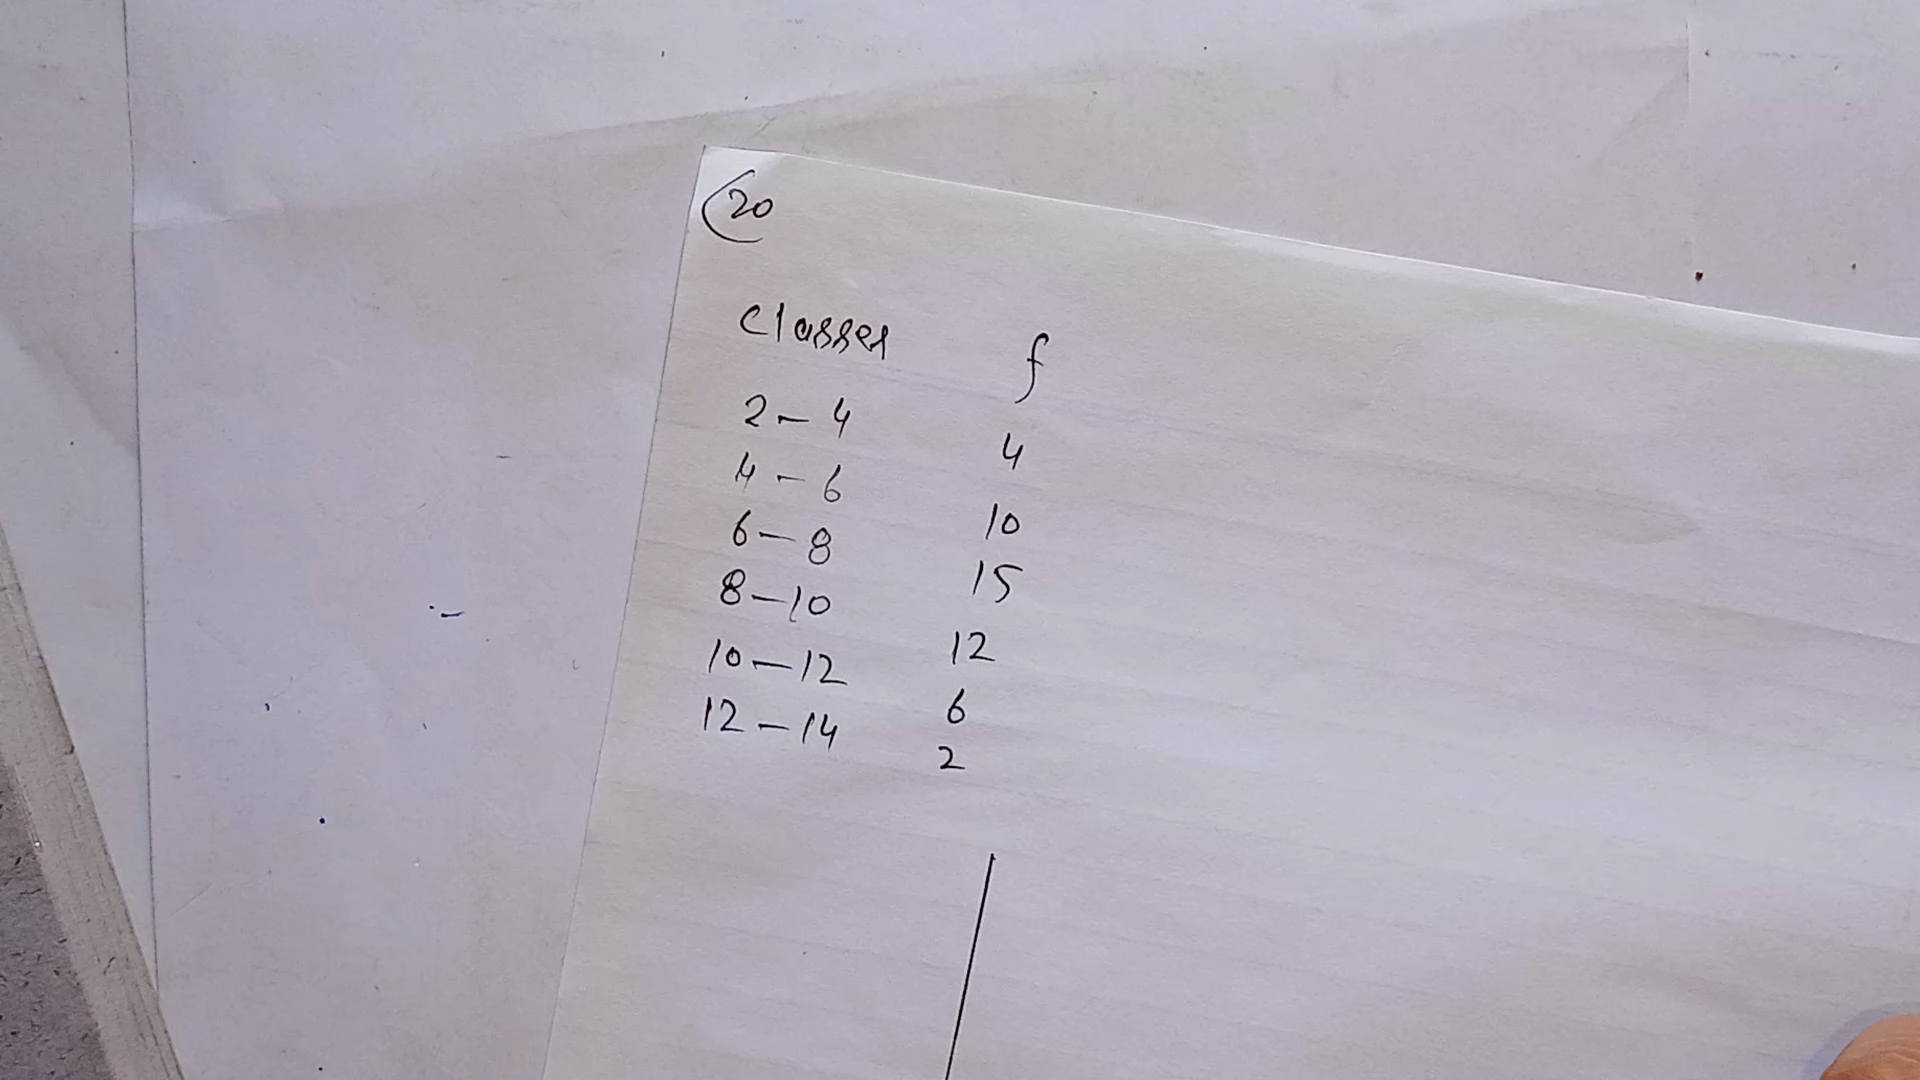 20
classes f
2 – 4 4
4 – 6 10
6 – 8 15
8 – 10 12
10 – 12 6
12 – 14 2